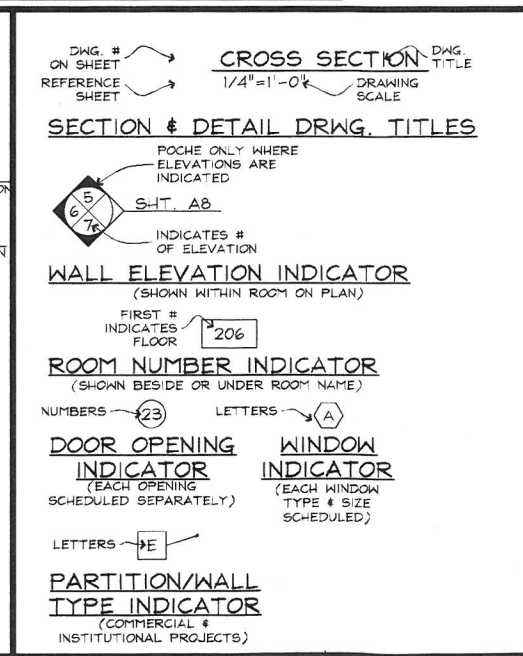 DWG. #
ON SHEET
CROSS SECTION
DWG.
TITLE
REFERENCE
SHEET
1/4"=1'-0"
DRAWING
SCALE
SECTION & DETAIL DRWG. TITLES
POCHE ONLY WHERE
ELEVATIONS ARE
INDICATED
5
6
7
SHT. A8
INDICATES #
OF ELEVATION
WALL ELEVATION INDICATOR
(SHOWN WITHIN ROOM ON PLAN)
FIRST #
INDICATES
FLOOR
206
ROOM NUMBER INDICATOR
(SHOWN BESIDE OR UNDER ROOM NAME)
NUMBERS
23
LETTERS
A
DOOR OPENING
INDICATOR
(EACH OPENING
SCHEDULED SEPARATELY)
WINDOW
INDICATOR
(EACH WINDOW
TYPE & SIZE
SCHEDULED)
LETTERS
E
PARTITION/WALL
TYPE INDICATOR
(COMMERCIAL &
INSTITUTIONAL PROJECTS)